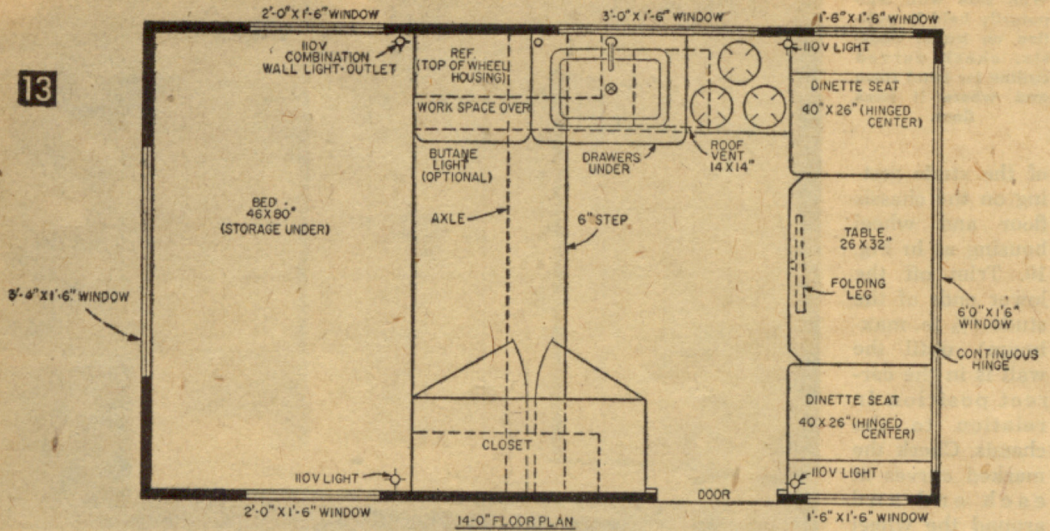 13
2'-0" X 1'-6" WINDOW
3'-0" X 1'-6" WINDOW
1'-6" X 1'-6" WINDOW
110V
COMBINATION
WALL LIGHT-OUTLET
REF.
(TOP OF WHEEL
HOUSING)
WORK SPACE OVER
110V LIGHT
DINETTE SEAT
40" X 26" (HINGED
CENTER)
BUTANE
LIGHT
(OPTIONAL)
DRAWERS
UNDER
ROOF
VENT
14 X 14"
BED -
46 X 80"
(STORAGE UNDER)
AXLE
6" STEP
TABLE
26 X 32"
FOLDING
LEG
3'-4" X 1'-6" WINDOW
6'0" X 1'6"
WINDOW
CONTINUOUS
HINGE
DINETTE SEAT
40 X 26" (HINGED
CENTER)
CLOSET
110V LIGHT
110V LIGHT
DOOR
2'-0" X 1'-6" WINDOW
14-0" FLOOR PLAN
1'-6" X 1'-6" WINDOW